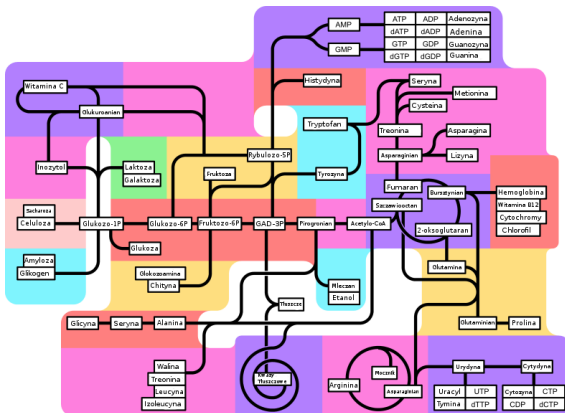 ATP ADP Adenozyna
AMP
dATP dADP Adenina
GTP GDP Guanozyna
GMP
dGTP dGDP Guanina
Histydyna
Seryna
Witamina C
Metionina
Cysteina
Glukuronian
Tryptofan
Treonina
Asparagina
Rybulozo-5P
Asparaginian
Lizyna
Inozytol
Laktoza
Fruktoza
Tyrozyna
Galaktoza
Fumaran
Bursztynian
Hemoglobina
Szczawiooctan
Witamina B12
Sacharoza
Cytochromy
Celuloza
Glukozo-1P
Glukozo-6P
Fruktozo-6P
GAD-3P
Pirogronian
Acetylo-CoA
2-oksoglutaran
Chlorofil
Glukoza
Amyloza
Glikogen
Glukozoamina
Chityna
Glutamina
Mleczan
Etanol
Tłuszcze
Glicyna
Seryna
Alanina
Glutaminian
Prolina
Walina
Treonina
Leucyna
Izoleucyna
Kwasy
Tłuszczowe
Mocznik
Arginina
Asparaginian
Urydyna
Cytydyna
Uracyl UTP
Cytozyna CTP
Tymina dTTP
CDP dCTP